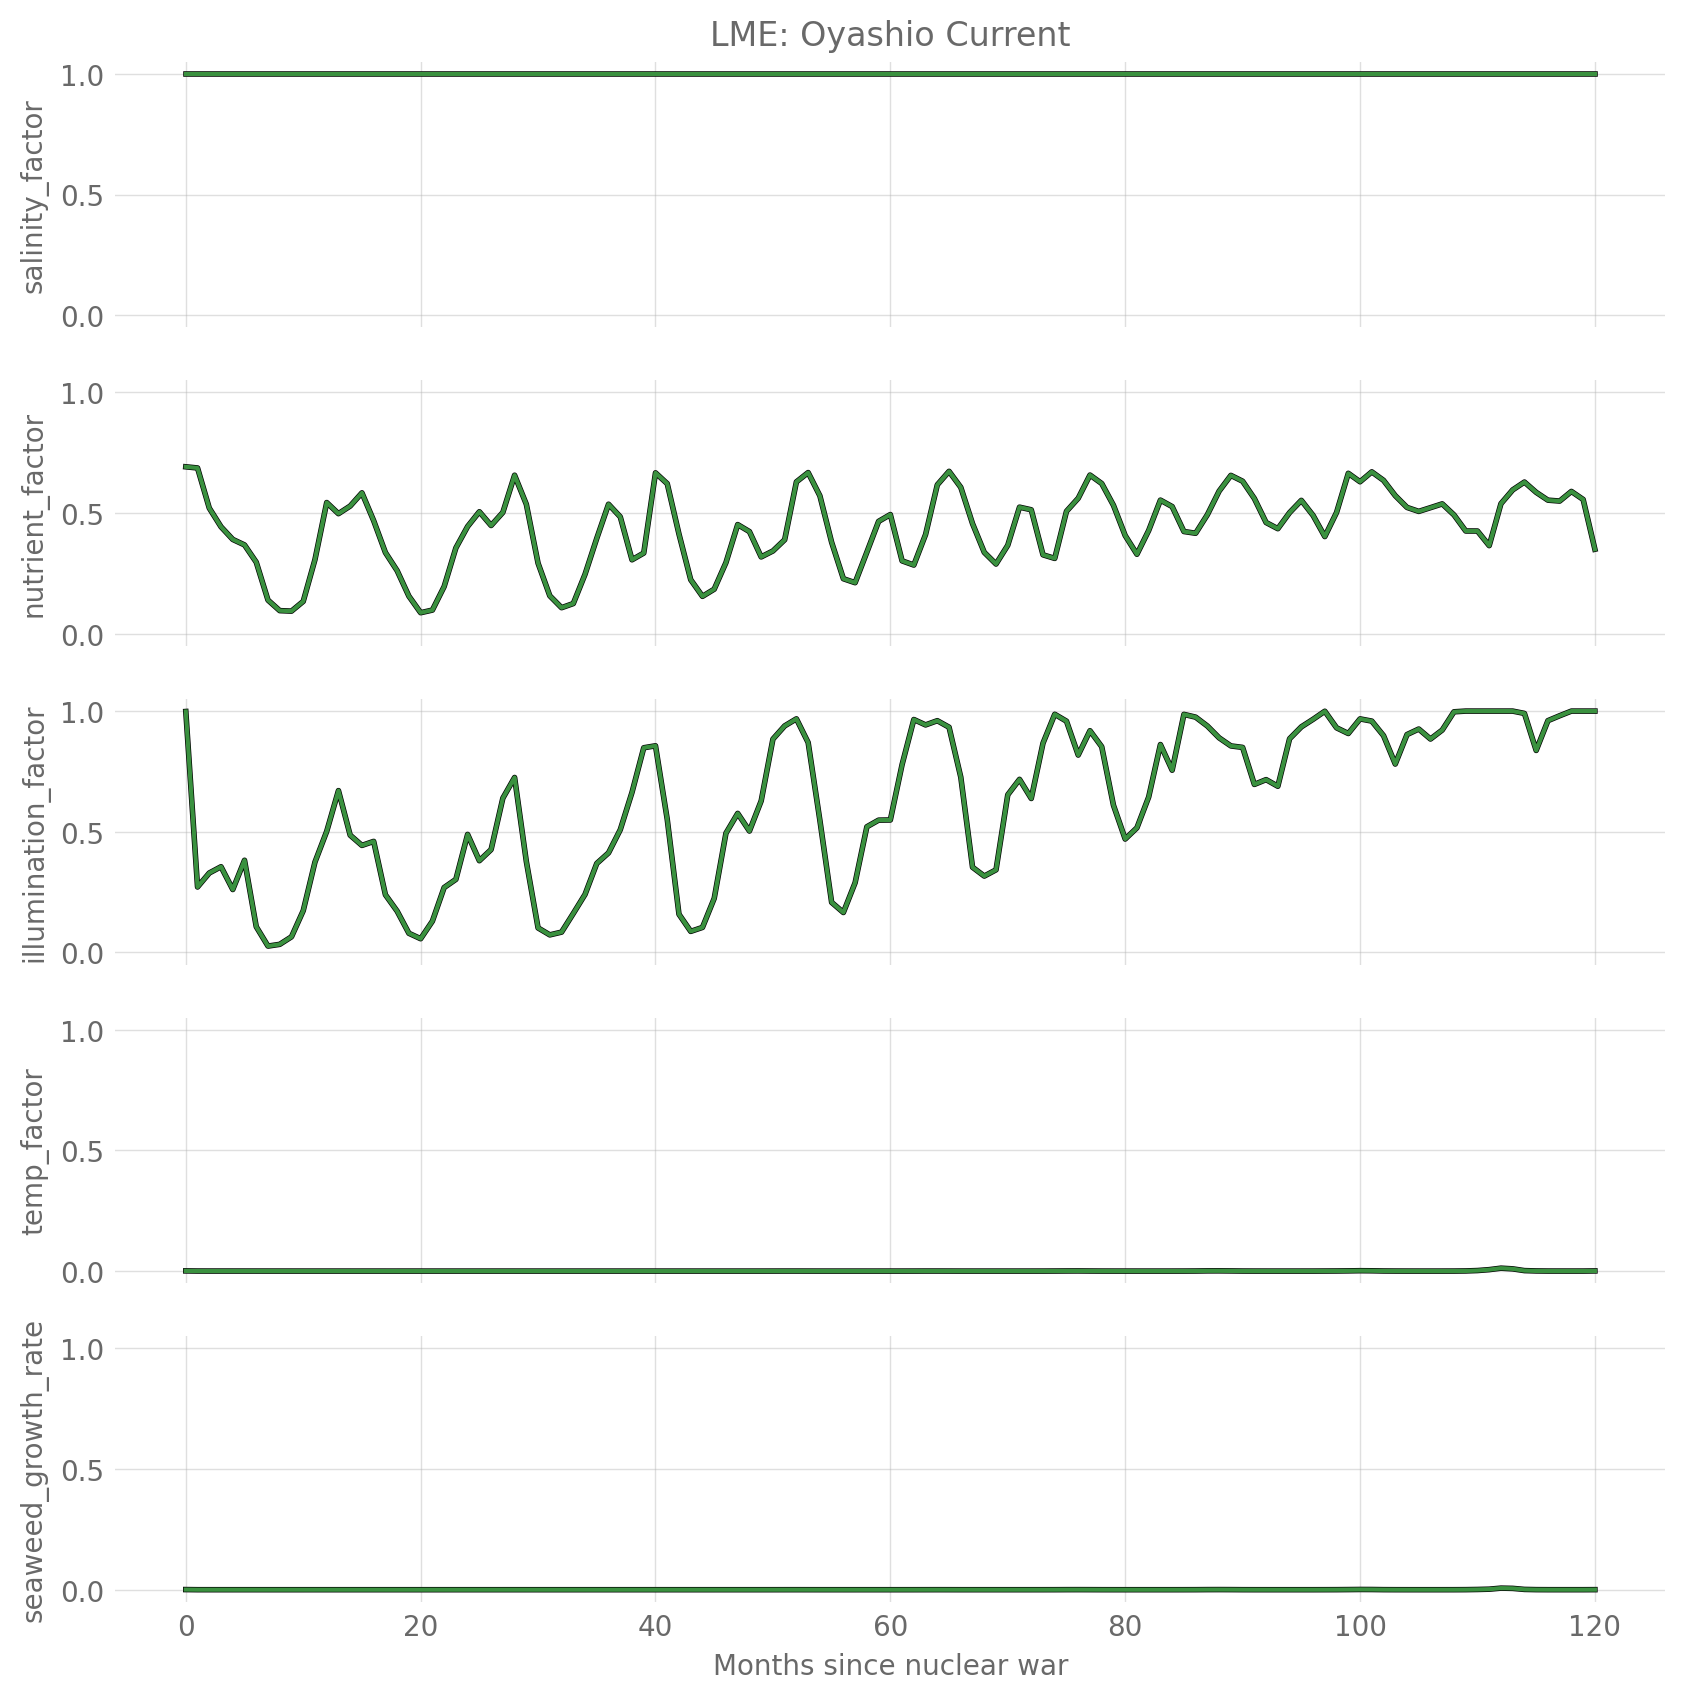 LME: Oyashio Current
1.0
0.5
0.0
salinity_factor
1.0
0.5
0.0
nutrient_factor
1.0
0.5
0.0
illumination_factor
1.0
0.5
0.0
temp_factor
1.0
0.5
0.0
seaweed_growth_rate
0 20 40 60 80 100 120
Months since nuclear war